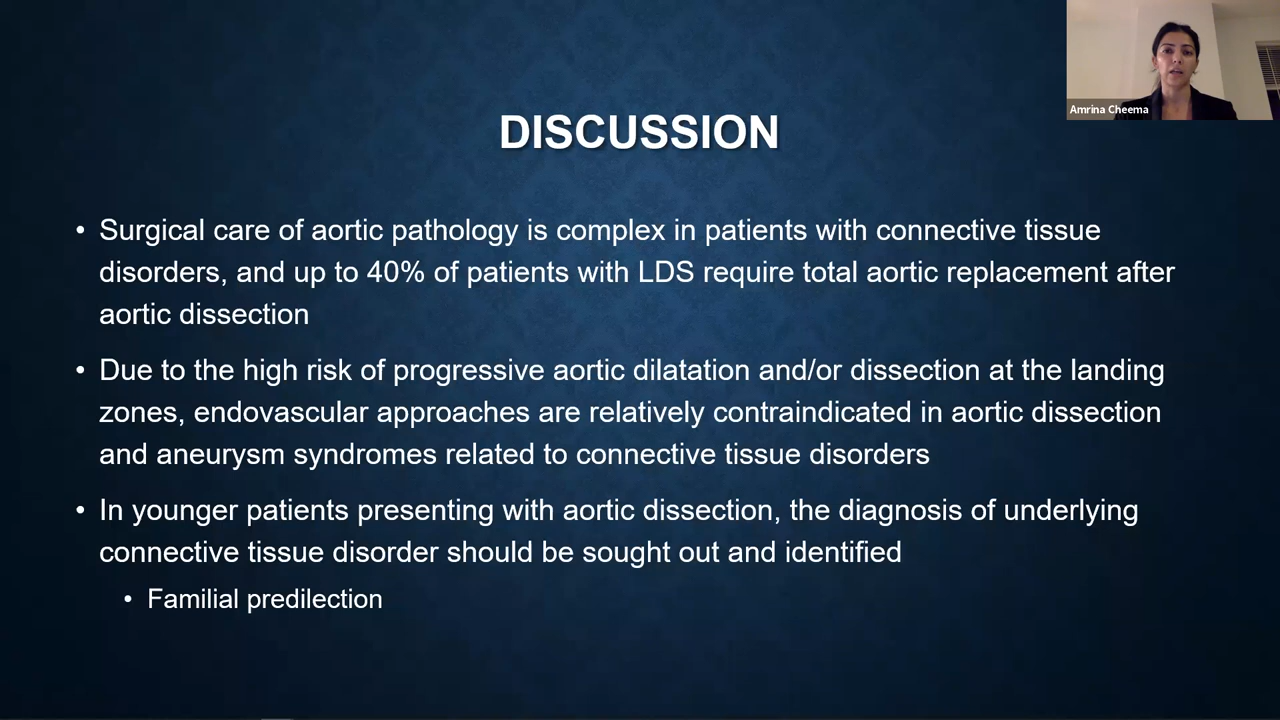 DISCUSSION
• Surgical care of aortic pathology is complex in patients with connective tissue
disorders, and up to 40% of patients with LDS require total aortic replacement after
aortic dissection
• Due to the high risk of progressive aortic dilatation and/or dissection at the landing
zones, endovascular approaches are relatively contraindicated in aortic dissection
and aneurysm syndromes related to connective tissue disorders
• In younger patients presenting with aortic dissection, the diagnosis of underlying
connective tissue disorder should be sought out and identified
• Familial predilection
Amrina Cheema